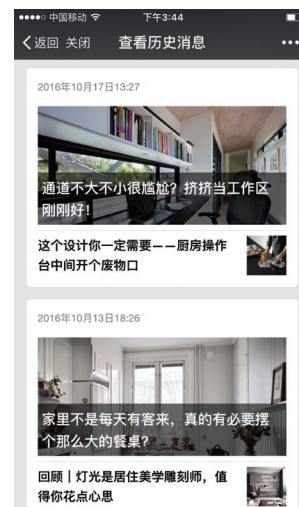 中国移动 下午3:44
返回 关闭 查看历史消息
2016年10月17日13:27
通道不大不小很尴尬？挤挤当工作区
刚刚好！
这个设计你一定需要——厨房操作
台中间开个废物口
2016年10月13日18:26
家里不是每天有客来，真的有必要摆
个那么大的餐桌？
回顾｜灯光是居住美学雕刻师，值
得你花点心思